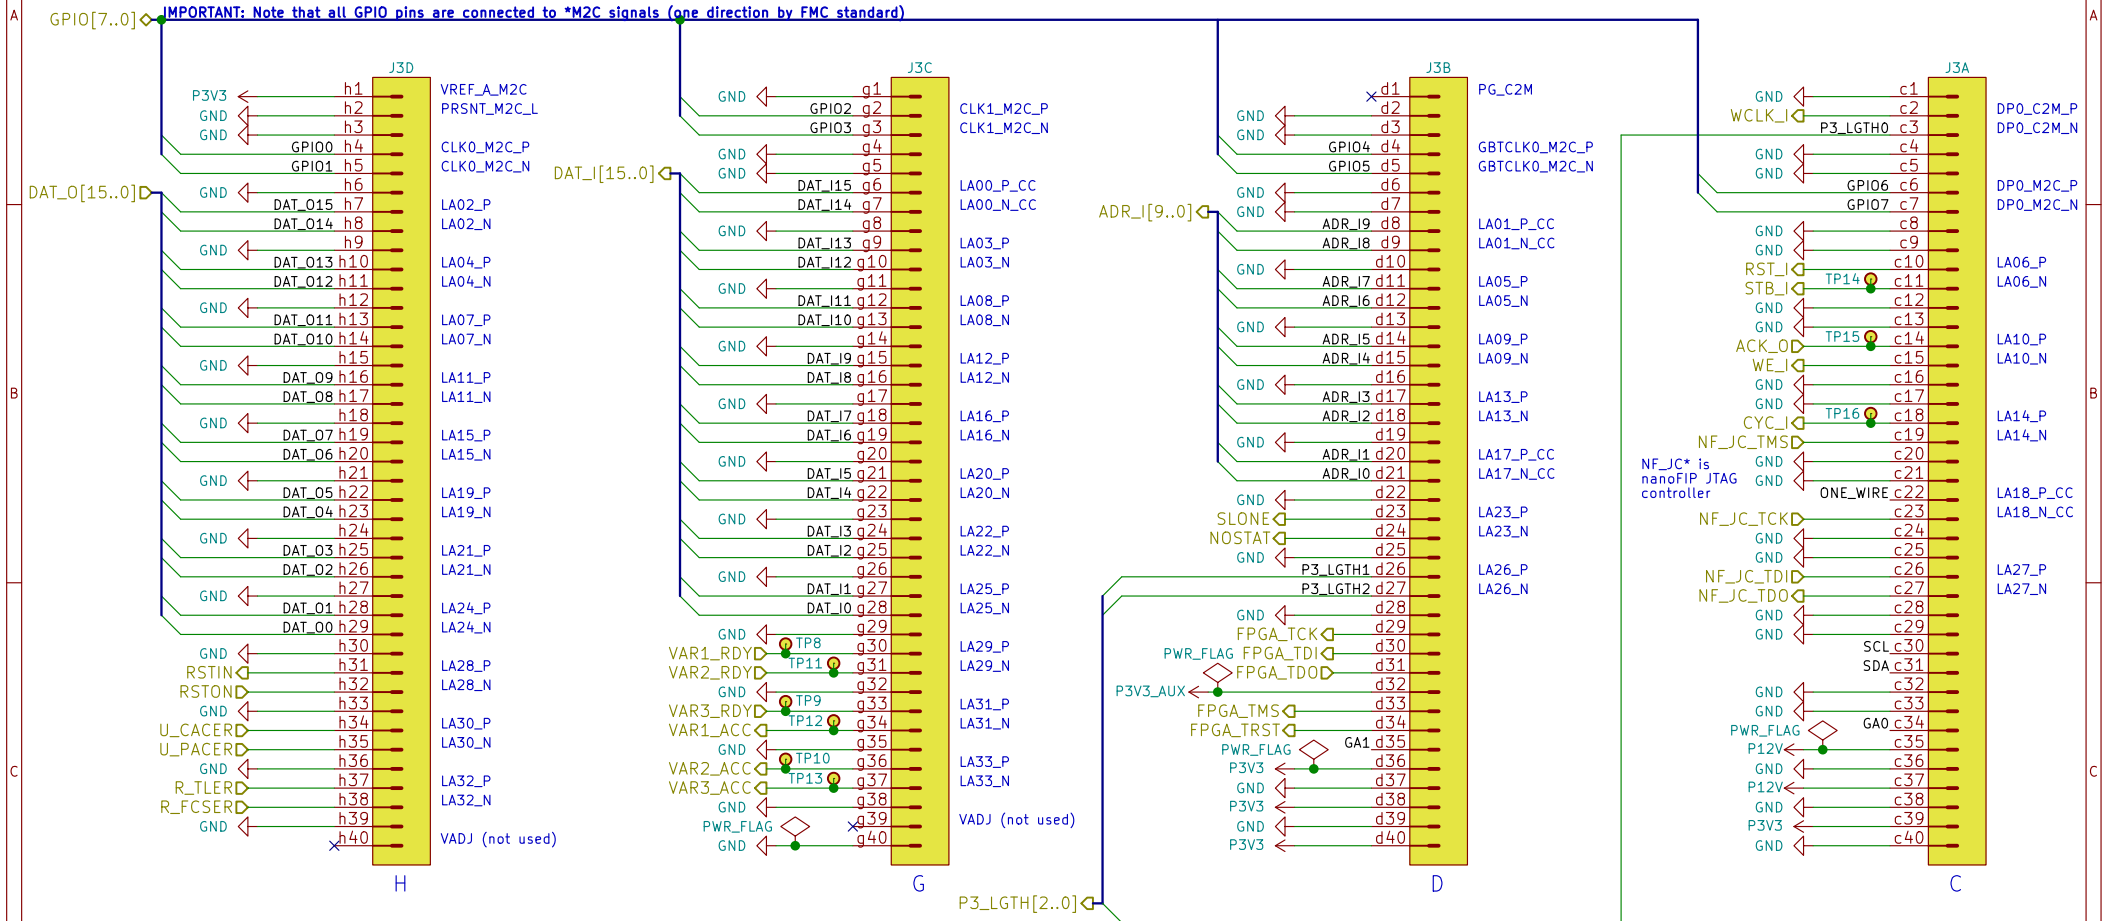 IMPORTANT: Note that all GPIO pins are connected to *M2C signals (one direction by FMC standard)
GPIO[7..0]
A
B
C
DAT_O[15..0]
J3D
P3V3 h1 VREF_A_M2C
GND h2 PRSNT_M2C_L
GND h3
GPIO0 h4 CLK0_M2C_P
GPIO1 h5 CLK0_M2C_N
GND h6
DAT_O15 h7 LA02_P
DAT_O14 h8 LA02_N
GND h9
DAT_O13 h10 LA04_P
DAT_O12 h11 LA04_N
GND h12
DAT_O11 h13 LA07_P
DAT_O10 h14 LA07_N
GND h15
DAT_O9 h16 LA11_P
DAT_O8 h17 LA11_N
GND h18
DAT_O7 h19 LA15_P
DAT_O6 h20 LA15_N
GND h21
DAT_O5 h22 LA19_P
DAT_O4 h23 LA19_N
GND h24
DAT_O3 h25 LA21_P
DAT_O2 h26 LA21_N
GND h27
DAT_O1 h28 LA24_P
DAT_O0 h29 LA24_N
GND h30
RSTIN h31 LA28_P
RSTON h32 LA28_N
GND h33
U_CACER h34 LA30_P
U_PACER h35 LA30_N
GND h36
R_TLER h37 LA32_P
R_FCSER h38 LA32_N
GND h39
h40 VADJ (not used)
H
DAT_I[15..0]
J3C
GND g1
GPIO2 g2 CLK1_M2C_P
GPIO3 g3 CLK1_M2C_N
GND g4
GND g5
DAT_I15 g6 LA00_P_CC
DAT_I14 g7 LA00_N_CC
GND g8
DAT_I13 g9 LA03_P
DAT_I12 g10 LA03_N
GND g11
DAT_I11 g12 LA08_P
DAT_I10 g13 LA08_N
GND g14
DAT_I9 g15 LA12_P
DAT_I8 g16 LA12_N
GND g17
DAT_I7 g18 LA16_P
DAT_I6 g19 LA16_N
GND g20
DAT_I5 g21 LA20_P
DAT_I4 g22 LA20_N
GND g23
DAT_I3 g24 LA22_P
DAT_I2 g25 LA22_N
GND g26
DAT_I1 g27 LA25_P
DAT_I0 g28 LA25_N
GND g29
VAR1_RDY TP8 g30 LA29_P
VAR2_RDY TP11 g31 LA29_N
GND g32
VAR3_RDY TP9 g33 LA31_P
VAR1_ACC TP12 g34 LA31_N
GND g35
VAR2_ACC TP10 g36 LA33_P
VAR3_ACC TP13 g37 LA33_N
GND g38
PWR_FLAG g39 VADJ (not used)
GND g40
G
ADR_I[9..0]
J3B
d1 PG_C2M
GND d2
GND d3
GPIO4 d4 GBTCLK0_M2C_P
GPIO5 d5 GBTCLK0_M2C_N
GND d6
GND d7
ADR_I9 d8 LA01_P_CC
ADR_I8 d9 LA01_N_CC
GND d10
ADR_I7 d11 LA05_P
ADR_I6 d12 LA05_N
GND d13
ADR_I5 d14 LA09_P
ADR_I4 d15 LA09_N
GND d16
ADR_I3 d17 LA13_P
ADR_I2 d18 LA13_N
GND d19
ADR_I1 d20 LA17_P_CC
ADR_I0 d21 LA17_N_CC
GND d22
SLONE d23 LA23_P
NOSTAT d24 LA23_N
GND d25
P3_LGTH1 d26 LA26_P
P3_LGTH2 d27 LA26_N
GND d28
FPGA_TCK d29
PWR_FLAG FPGA_TDI d30
FPGA_TDO d31
P3V3_AUX d32
FPGA_TMS d33
FPGA_TRST d34
PWR_FLAG GA1 d35
P3V3 d36
GND d37
P3V3 d38
GND d39
P3V3 d40
D
P3_LGTH[2..0]
J3A
GND c1
WCLK_I c2 DP0_C2M_P
P3_LGTH0 c3 DP0_C2M_N
GND c4
GND c5
GPIO6 c6 DP0_M2C_P
GPIO7 c7 DP0_M2C_N
GND c8
GND c9
RST_I c10 LA06_P
STB_I TP14 c11 LA06_N
GND c12
GND c13
ACK_O TP15 c14 LA10_P
WE_I c15 LA10_N
GND c16
GND c17
CYC_I TP16 c18 LA14_P
NF_JC_TMS c19 LA14_N
GND c20
GND c21
ONE_WIRE c22 LA18_P_CC
NF_JC_TCK c23 LA18_N_CC
GND c24
GND c25
NF_JC_TDI c26 LA27_P
NF_JC_TDO c27 LA27_N
GND c28
GND c29
SCL c30
SDA c31
GND c32
GND c33
PWR_FLAG GA0 c34
P12V c35
GND c36
P12V c37
GND c38
P3V3 c39
GND c40
C
NF_JC* is
nanoFIP JTAG
controller
A
B
C